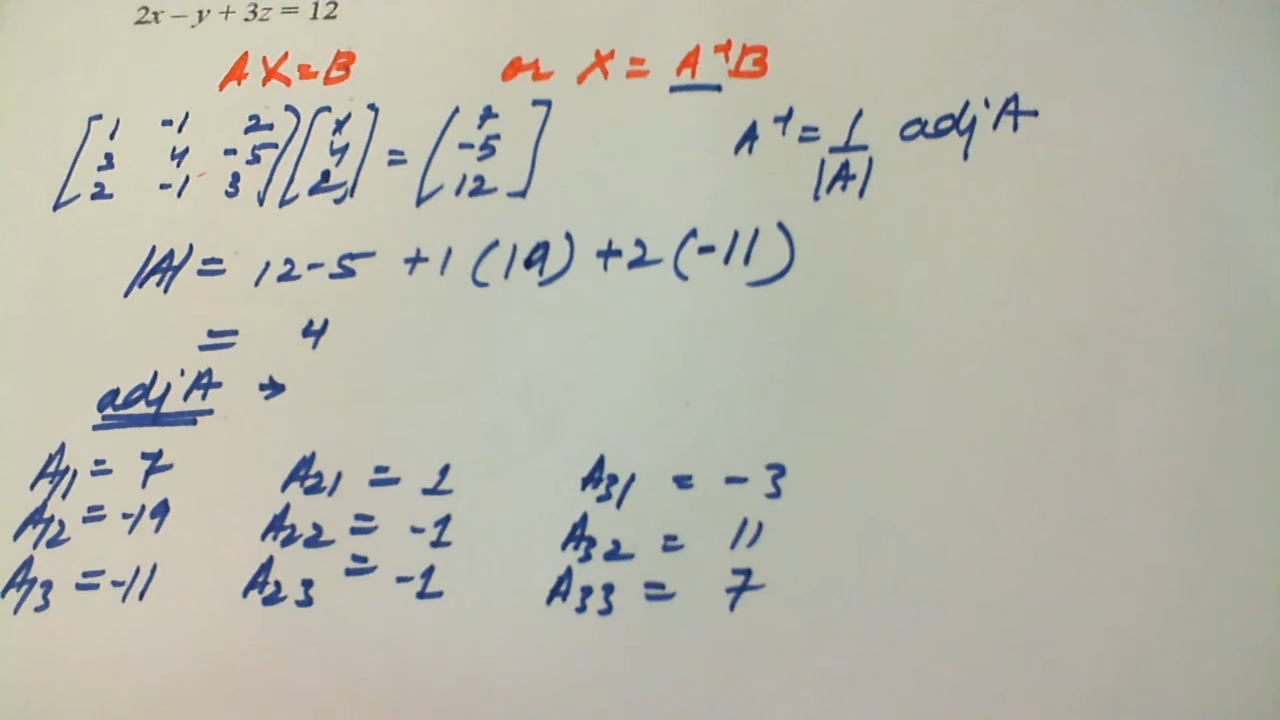 2x – y + 3z = 12
AX = B or X = A⁻¹B
[1 -1 2] [x] = [7]
[3 4 -5] [y] [-5] A⁻¹ = 1/|A| adj A
[2 -1 3] [z] [12]
|A| = 12 - 5 + 1 (19) + 2 (-11)
= 4
adj A →
A11 = 7 A21 = 1 A31 = - 3
A12 = -19 A22 = -1 A32 = 11
A13 = -11 A23 = -1 A33 = 7